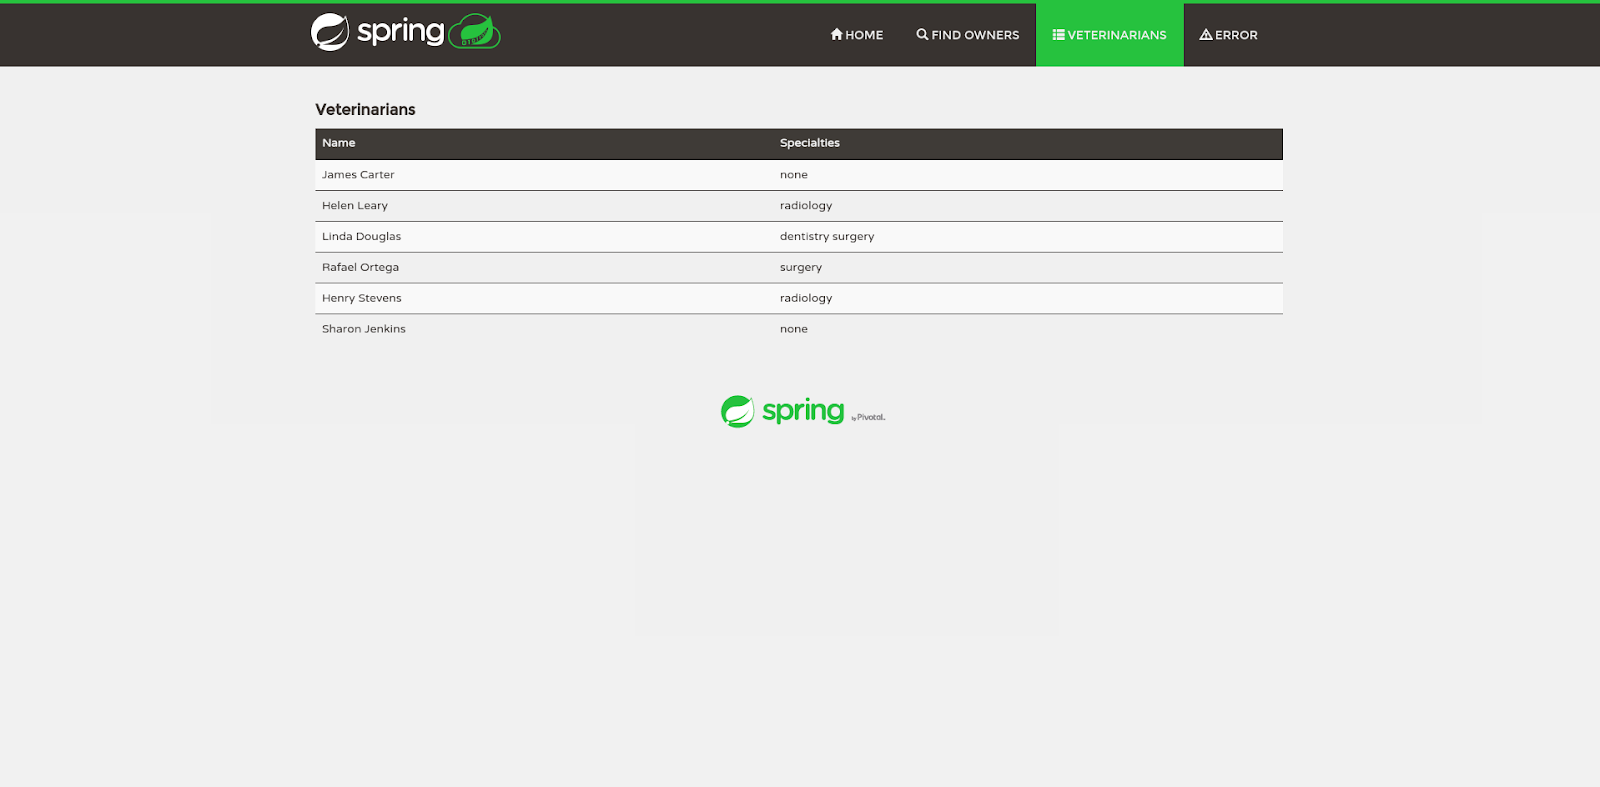 spring
HOME FIND OWNERS VETERINARIANS ERROR
Veterinarians
Name Specialties
James Carter none
Helen Leary radiology
Linda Douglas dentistry surgery
Rafael Ortega surgery
Henry Stevens radiology
Sharon Jenkins none
spring by Pivotal.